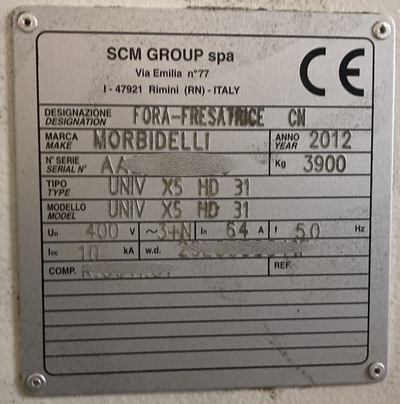 SCM GROUP spa
Via Emilia n°77
I - 47921 Rimini (RN) - ITALY
CE
DESIGNAZIONE FORA-FRESATRICE CN
DESIGNATION
MARCA MORBIDELLI ANNO 2012
MAKE YEAR
N° SERIE AA Kg 3900
SERIAL N°
TIPO UNIV X5 HD 31
TYPE
MODELLO UNIV X5 HD 31
MODEL
Un 400 V ~3+N In 64 A f 50 Hz
Icc 10 kA w.d.
COMP. REF.